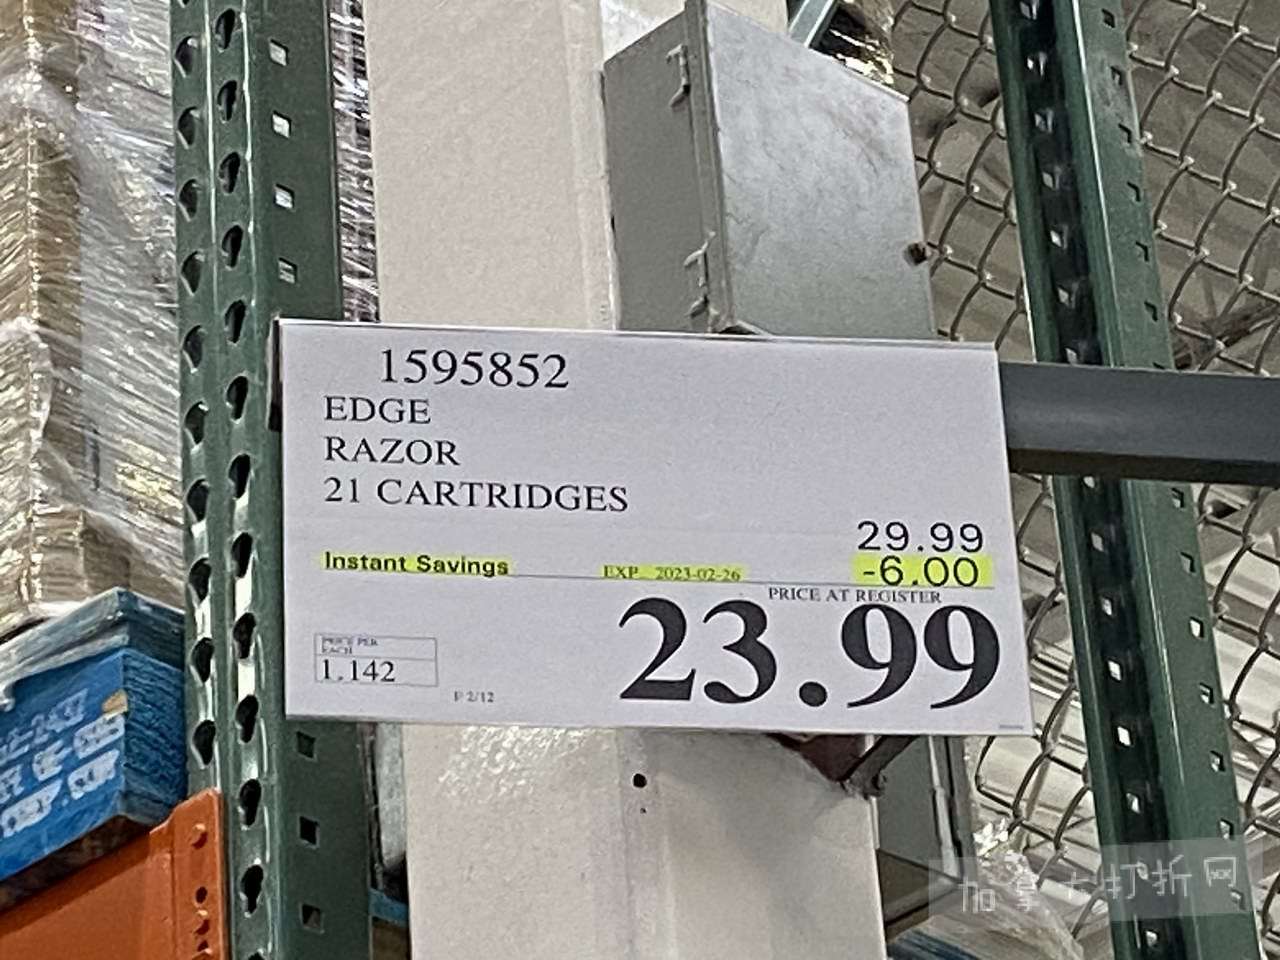 1595852
EDGE
RAZOR
21 CARTRIDGES
29.99
Instant Savings EXP. 2023-02-26 -6.00
PRICE AT REGISTER
23.99
PRICE PER
EACH
1.142
P 2/12
加拿大打折网